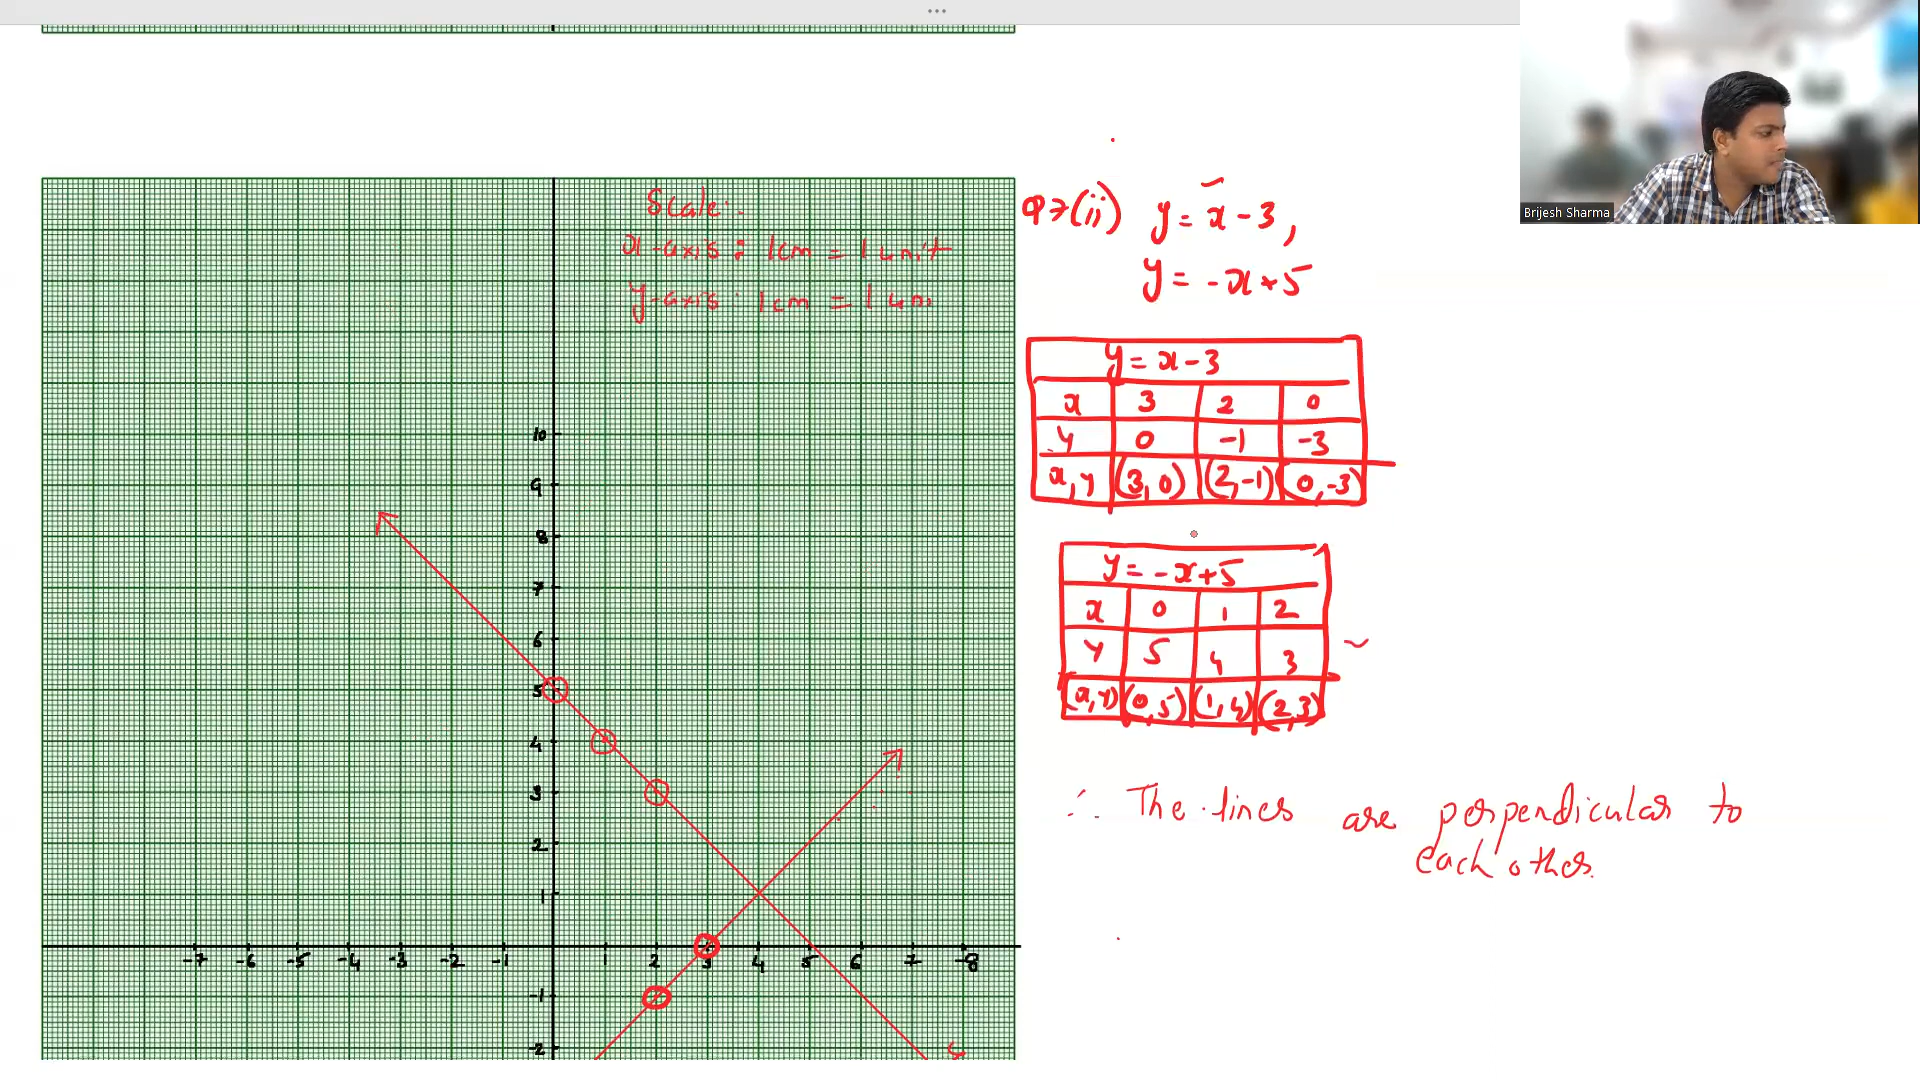 Scale:
x-axis: 1cm = 1 unit
y-axis: 1cm = 1 uni
10
9
8
7
6
5
4
3
2
1
-7 -6 -5 -4 -3 -2 -1 1 2 3 4 6 7 -8
-1
-2
Q7(ii) y = x - 3,
y = -x + 5
y = x - 3
x 3 2 0
y 0 -1 -3
x,y (3,0) (2,-1) (0,-3)
y = -x + 5
x 0 1 2
y 5 4 3
(x,y) (0,5) (1,4) (2,3)
∴ The lines are perpendicular to
each other.
Brijesh Sharma